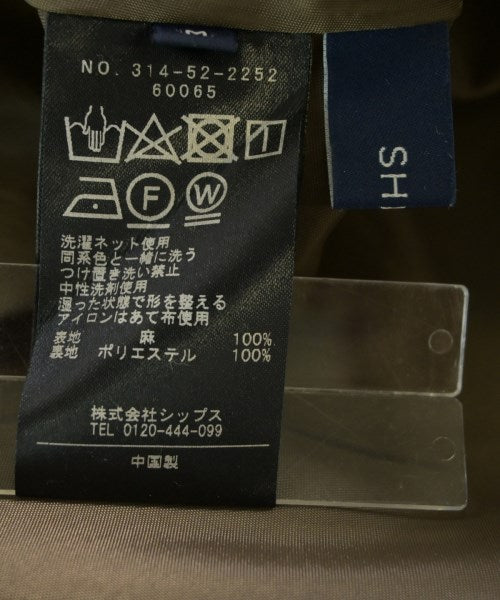 NO. 314-52-2252
60065
F
W
洗濯ネット使用
同系色と一緒に洗う
つけ置き洗い禁止
中性洗剤使用
湿った状態で形を整える
アイロンはあて布使用
表地 麻 100%
裏地 ポリエステル 100%
株式会社シップス
TEL 0120-444-099
中国製
SH